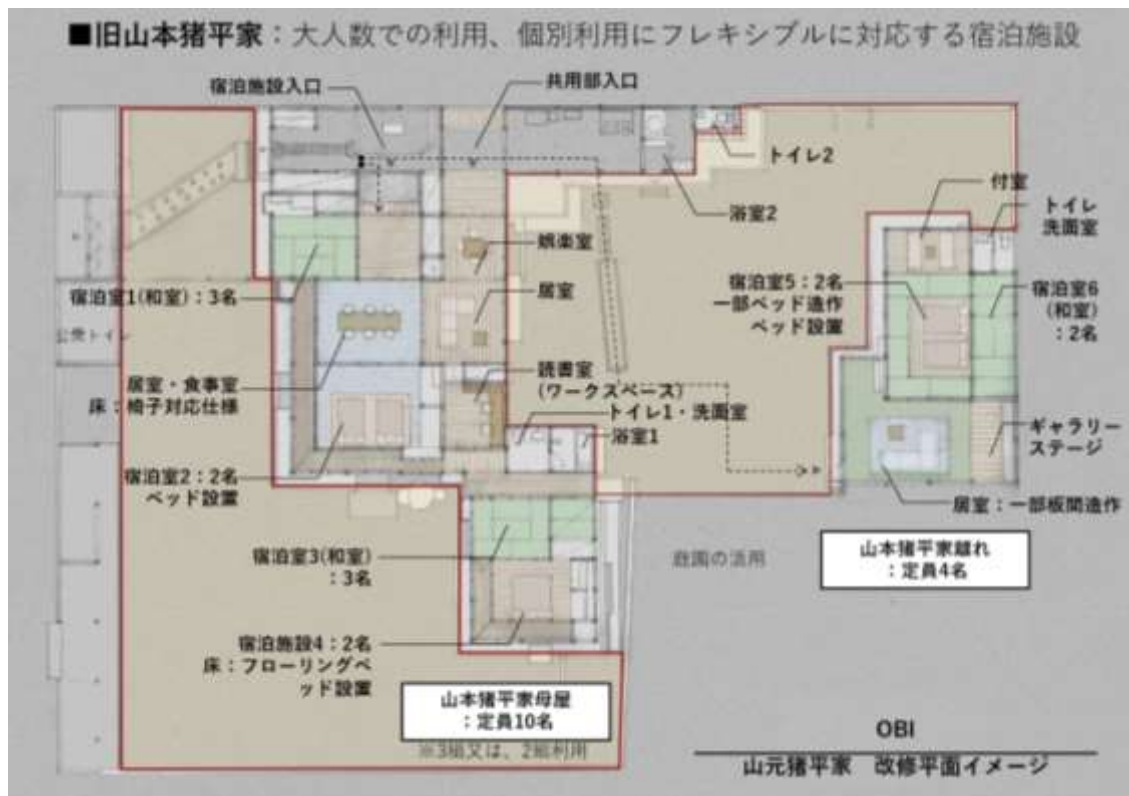 ■旧山本猪平家：大人数での利用、個別利用にフレキシブルに対応する宿泊施設
宿泊施設入口
共用部入口
トイレ2
浴室2
付室
トイレ
洗面室
娯楽室
居室
宿泊室1(和室)：3名
公衆トイレ
宿泊室5：2名
一部ベッド造作
ベッド設置
宿泊室6
(和室)
：2名
居室・食事室
床：椅子対応仕様
読書室
(ワークスペース)
トイレ1・洗面室
浴室1
ギャラリー
ステージ
宿泊室2：2名
ベッド設置
居室：一部板間造作
宿泊室3(和室)
：3名
庭園の活用
山本猪平家離れ
：定員4名
宿泊施設4：2名
床：フローリングベ
ッド設置
山本猪平家母屋
：定員10名
※3組又は、2組利用
OBI
山元猪平家　改修平面イメージ